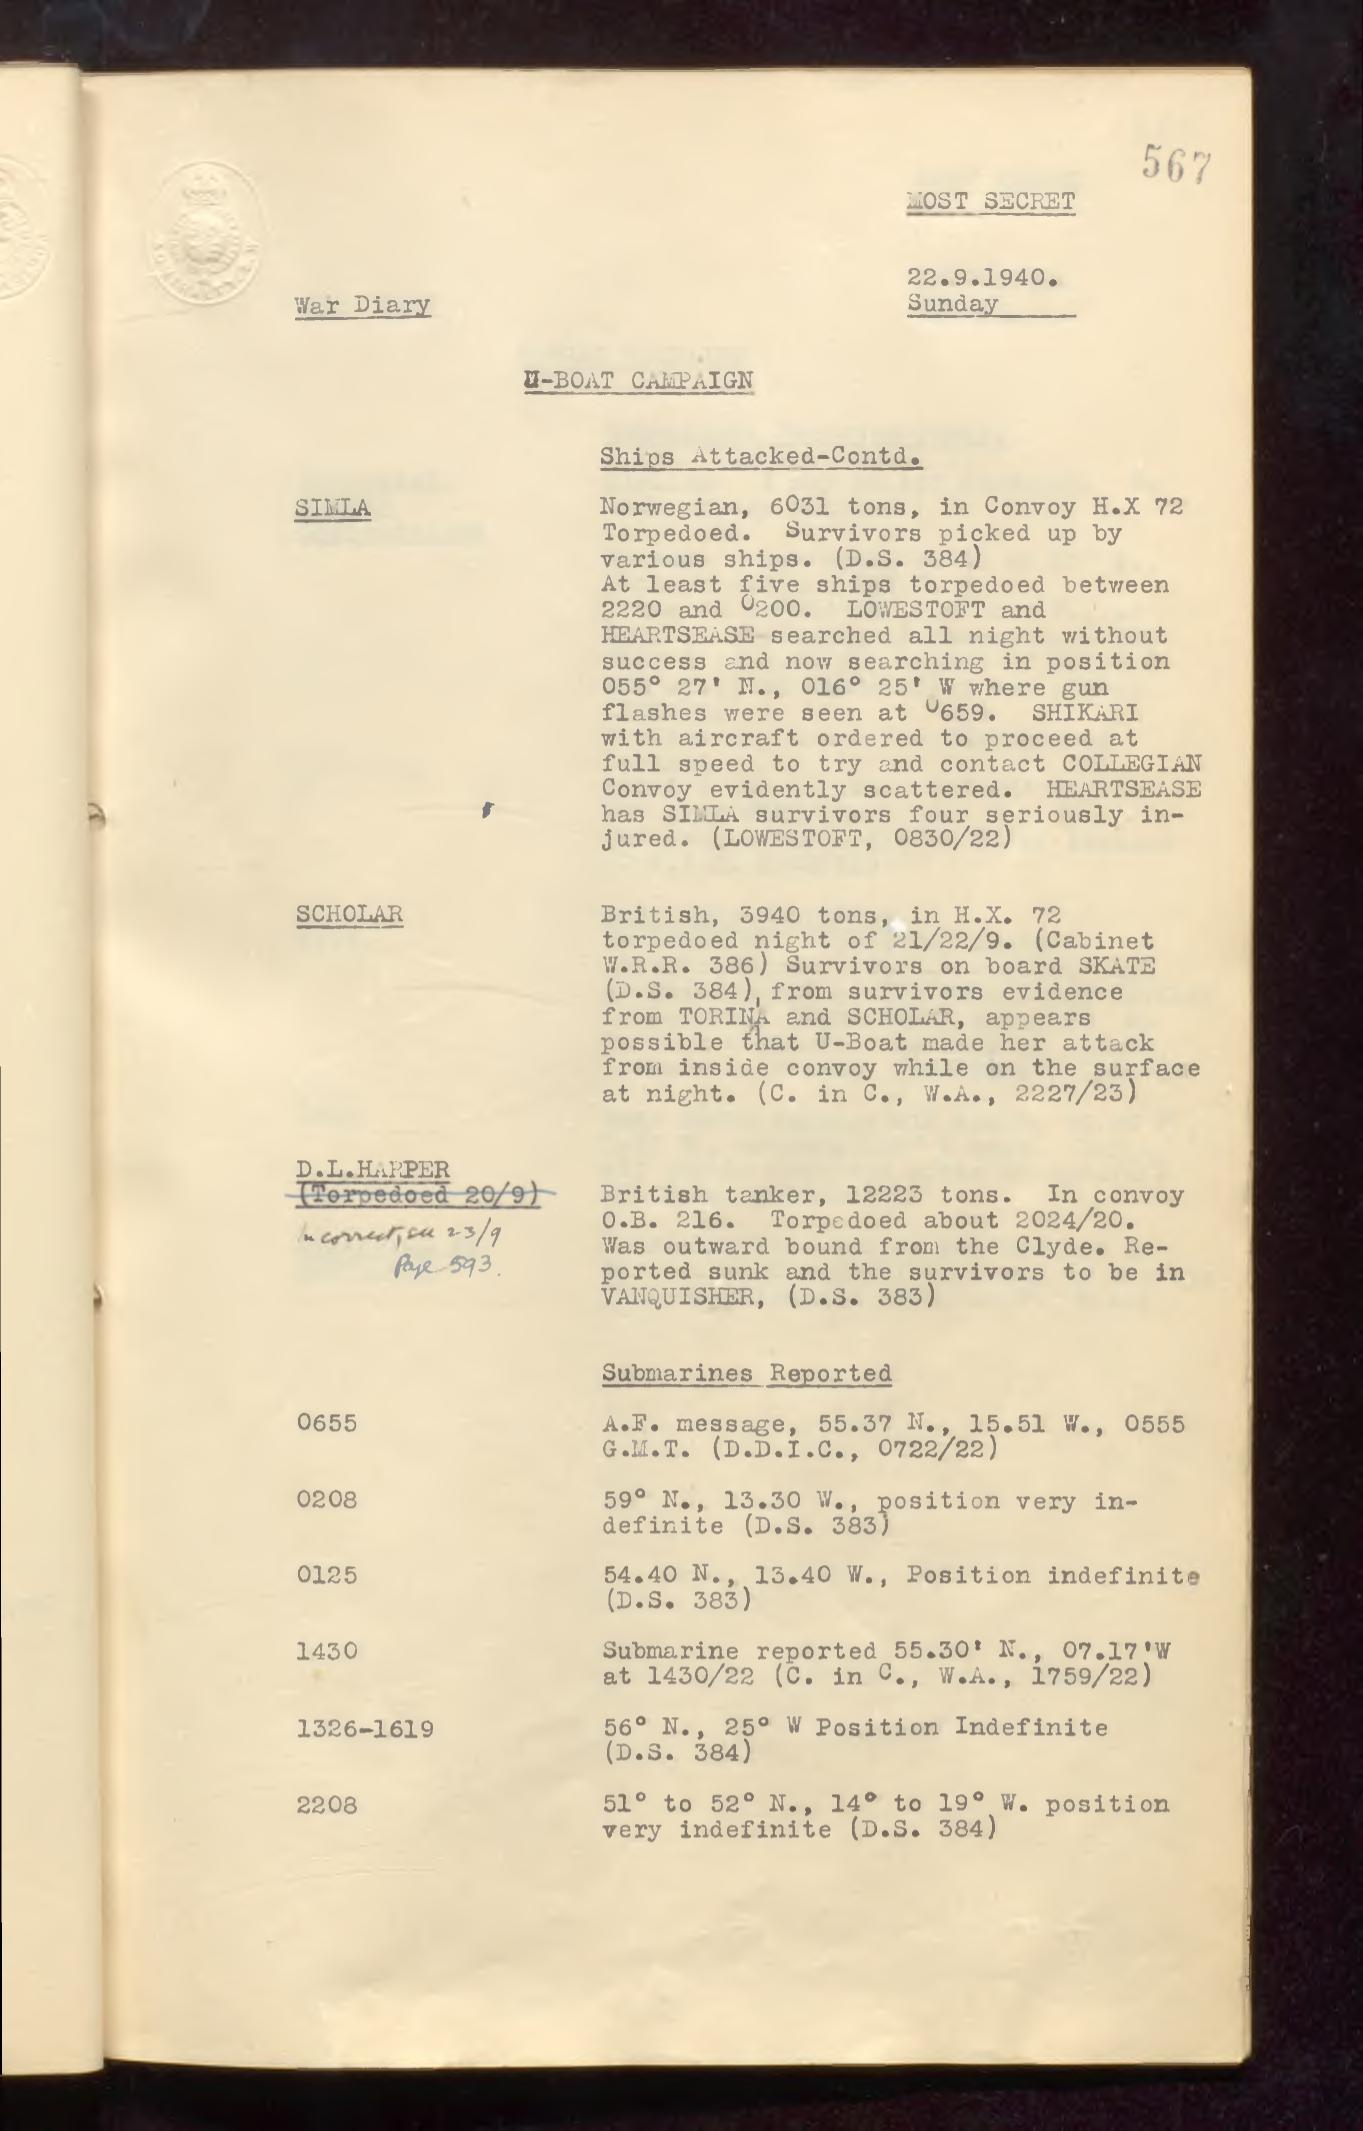 567
MOST SECRET
22.9.1940.
War Diary
Sunday
U-BOAT CAMPAIGN
Ships Attacked-Contd.
SIMLA
Norwegian, 6031 tons, in Convoy H.X 72
Torpedoed. Survivors picked up by
various ships. (D.S. 384)
At least five ships torpedoed between
2220 and 0200. LOWESTOFT and
HEARTSEASE searched all night without
success and now searching in position
055° 27' N., 016° 25' W where gun
flashes were seen at 0659. SHIKARI
with aircraft ordered to proceed at
full speed to try and contact COLLEGIAN
Convoy evidently scattered. HEARTSEASE
has SIMLA survivors four seriously in-
jured. (LOWESTOFT, 0830/22)
SCHOLAR
British, 3940 tons, in H.X. 72
torpedoed night of 21/22/9. (Cabinet
W.R.R. 386) Survivors on board SKATE
(D.S. 384), from survivors evidence
from TORINIA and SCHOLAR, appears
possible that U-Boat made her attack
from inside convoy while on the surface
at night. (C. in C., W.A., 2227/23)
D.L.HARPER
(Torpedoed 20/9)
Incorrect, see 23/9
Page 593.
British tanker, 12223 tons. In convoy
O.B. 216. Torpedoed about 2024/20.
Was outward bound from the Clyde. Re-
ported sunk and the survivors to be in
VANQUISHER, (D.S. 383)
Submarines Reported
0655
A.F. message, 55.37 N., 15.51 W., 0555
G.M.T. (D.D.I.C., 0722/22)
0208
59° N., 13.30 W., position very in-
definite (D.S. 383)
0125
54.40 N., 13.40 W., Position indefinite
(D.S. 383)
1430
Submarine reported 55.30' N., 07.17'W
at 1430/22 (C. in C., W.A., 1759/22)
1326-1619
56° N., 25° W Position Indefinite
(D.S. 384)
2208
51° to 52° N., 14° to 19° W. position
very indefinite (D.S. 384)